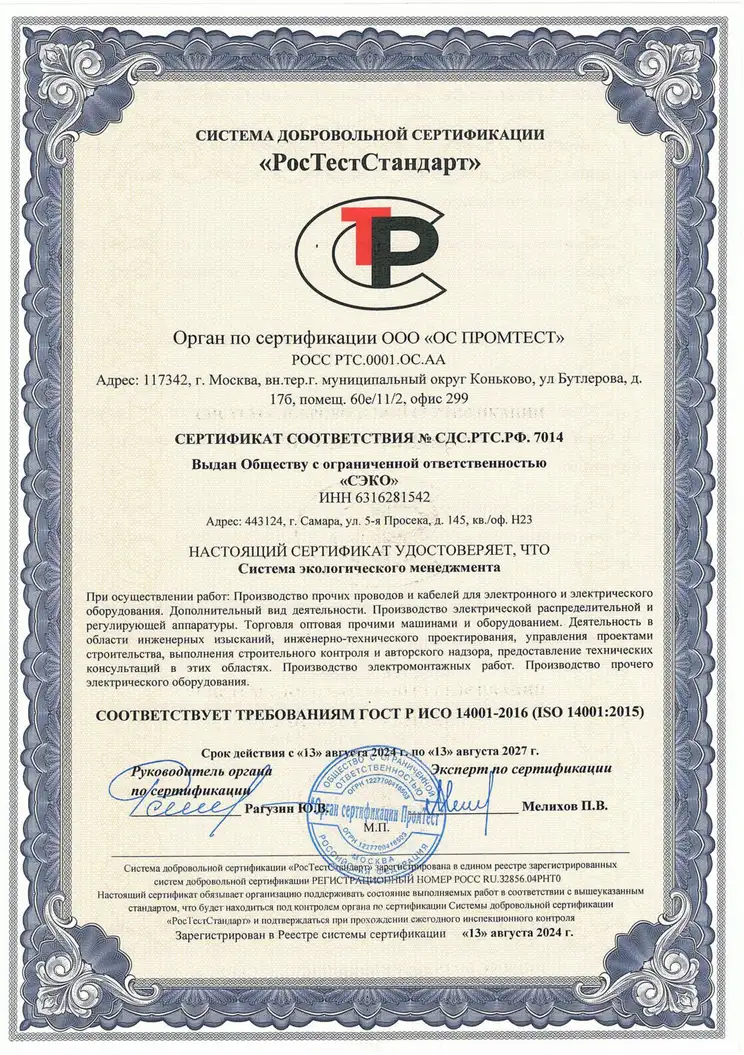 СИСТЕМА ДОБРОВОЛЬНОЙ СЕРТИФИКАЦИИ
«РосТестСтандарт»
ТР
Орган по сертификации ООО «ОС ПРОМТЕСТ»
РОСС РТС.0001.ОС.АА
Адрес: 117342, г. Москва, вн.тер.г. муниципальный округ Коньково, ул Бутлерова, д.
17б, помещ. 60е/11/2, офис 299
СЕРТИФИКАТ СООТВЕТСТВИЯ № СДС.РТС.РФ. 7014
Выдан Обществу с ограниченной ответственностью
«СЭКО»
ИНН 6316281542
Адрес: 443124, г. Самара, ул. 5-я Просека, д. 145, кв./оф. Н23
НАСТОЯЩИЙ СЕРТИФИКАТ УДОСТОВЕРЯЕТ, ЧТО
Система экологического менеджмента
При осуществлении работ: Производство прочих проводов и кабелей для электронного и электрического
оборудования. Дополнительный вид деятельности. Производство электрической распределительной и
регулирующей аппаратуры. Торговля оптовая прочими машинами и оборудованием. Деятельность в
области инженерных изысканий, инженерно-технического проектирования, управления проектами
строительства, выполнения строительного контроля и авторского надзора, предоставление технических
консультаций в этих областях. Производство электромонтажных работ. Производство прочего
электрического оборудования.
СООТВЕТСТВУЕТ ТРЕБОВАНИЯМ ГОСТ Р ИСО 14001-2016 (ISO 14001:2015)
Срок действия с «13» августа 2024 г. по «13» августа 2027 г.
Руководитель органа
по сертификации
Рагузин Ю.В.
Эксперт по сертификации
Мелихов П.В.
ОБЩЕСТВО С ОГРАНИЧЕННОЙ
ОТВЕТСТВЕННОСТЬЮ
Орган сертификации ПромТест
М.П.
МОСКВА
РОССИЙСКАЯ ФЕДЕРАЦИЯ
Система добровольной сертификации «РосТестСтандарт» зарегистрирована в едином реестре зарегистрированных
систем добровольной сертификации РЕГИСТРАЦИОННЫЙ НОМЕР РОСС RU.32856.04РНТ0
Настоящий сертификат обязывает организацию поддерживать состояние выполняемых работ в соответствии с вышеуказанным
стандартом, что будет находиться под контролем органа по сертификации Системы добровольной сертификации
«РосТестСтандарт» и подтверждаться при прохождении ежегодного инспекционного контроля
Зарегистрирован в Реестре системы сертификации «13» августа 2024 г.